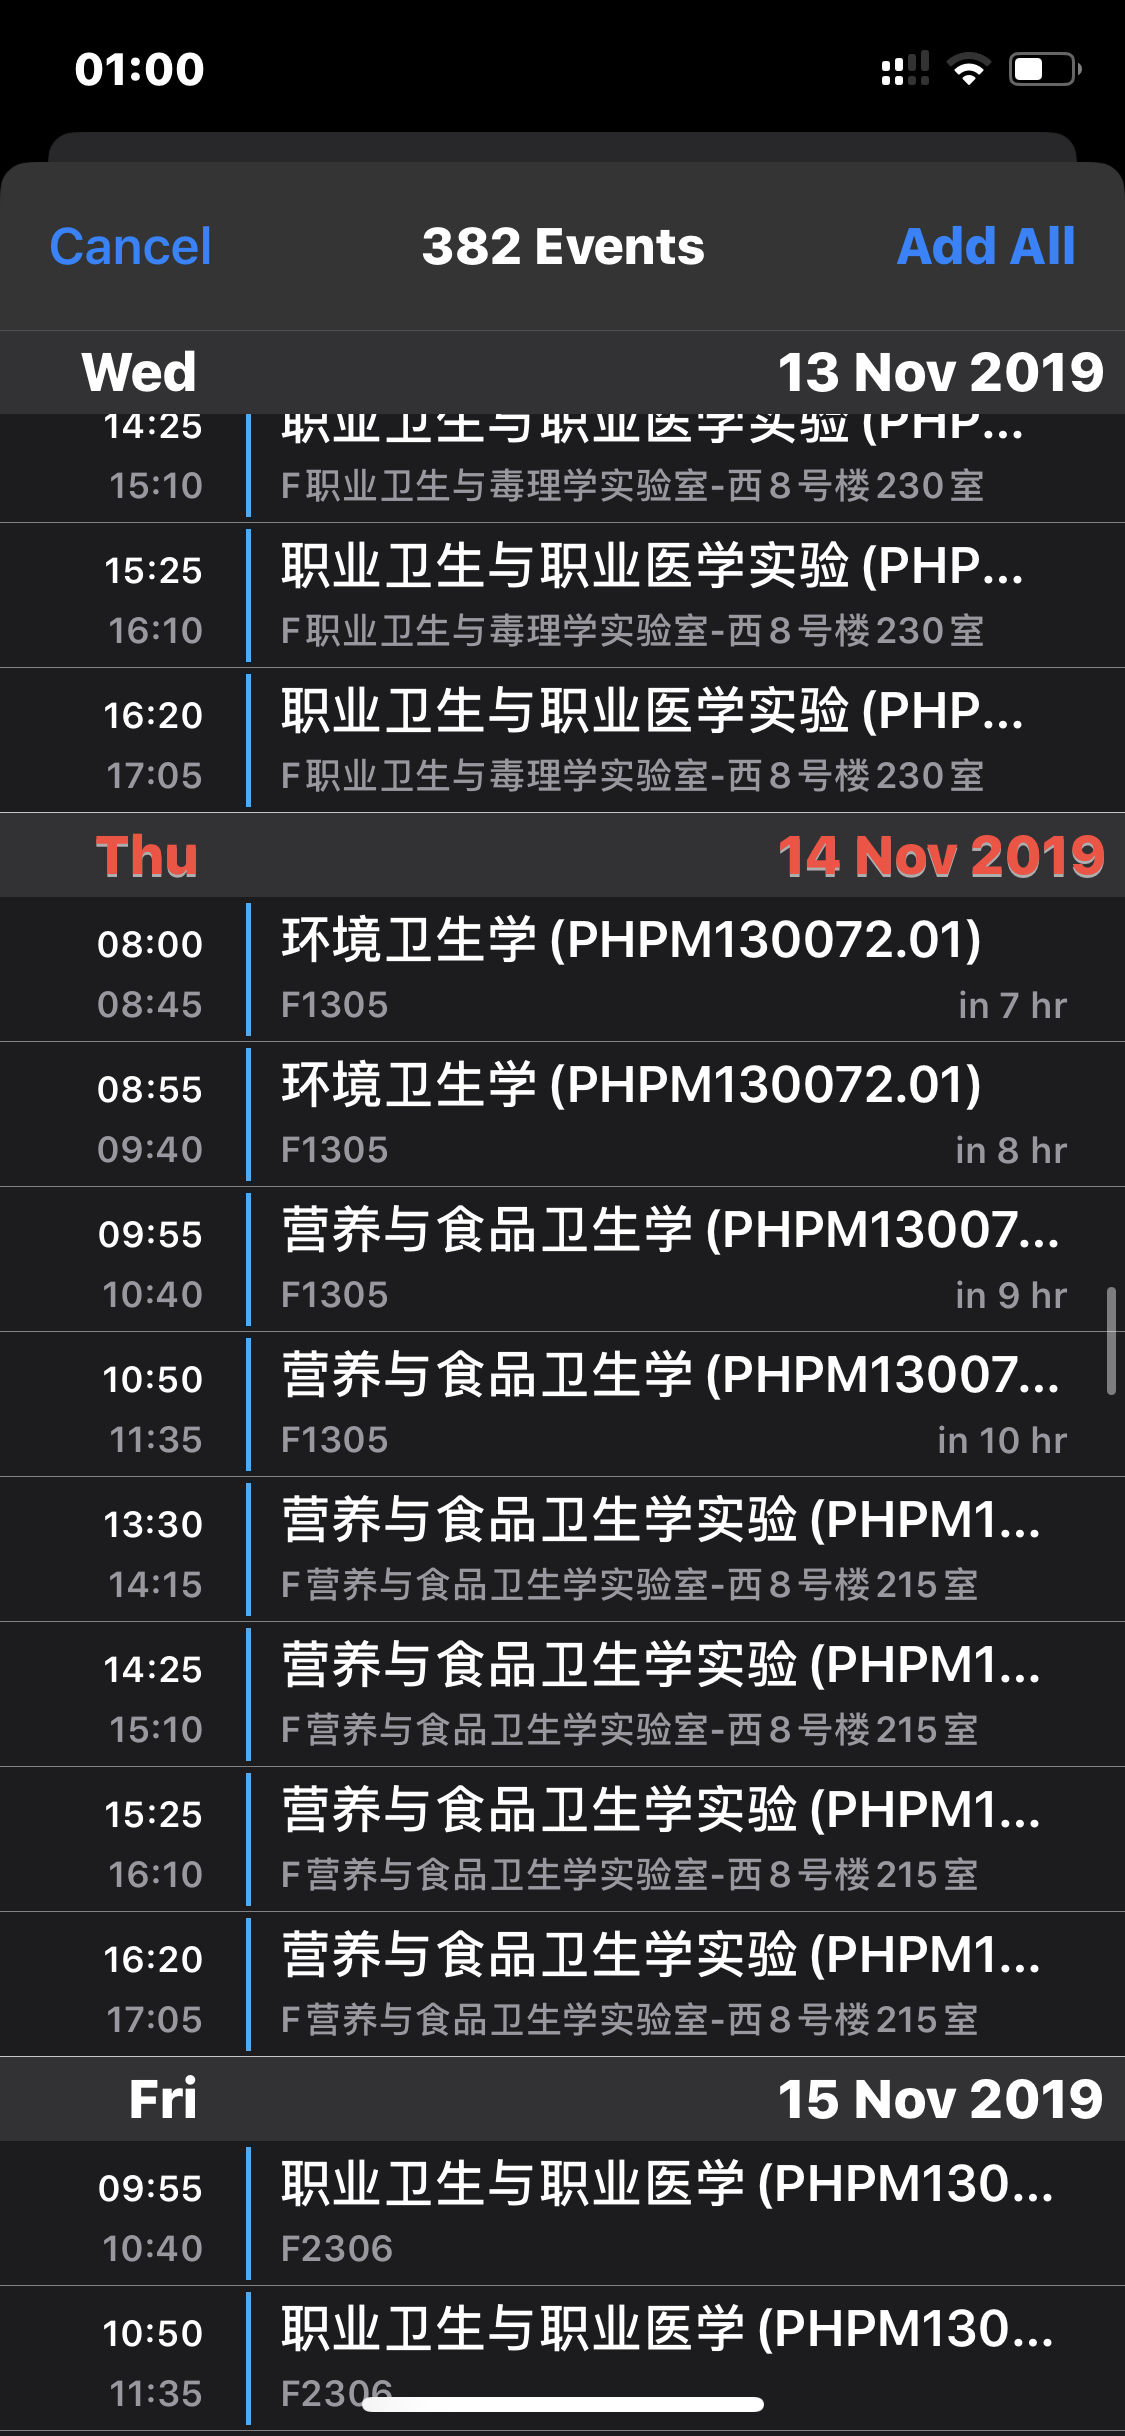 01:00
Cancel 382 Events Add All
Wed 13 Nov 2019
14:25 职业卫生与职业医学实验 (PHP...
15:10 F职业卫生与毒理学实验室-西8号楼230室
15:25 职业卫生与职业医学实验 (PHP...
16:10 F职业卫生与毒理学实验室-西8号楼230室
16:20 职业卫生与职业医学实验 (PHP...
17:05 F职业卫生与毒理学实验室-西8号楼230室
Thu 14 Nov 2019
08:00 环境卫生学 (PHPM130072.01)
08:45 F1305 in 7 hr
08:55 环境卫生学 (PHPM130072.01)
09:40 F1305 in 8 hr
09:55 营养与食品卫生学 (PHPM13007...
10:40 F1305 in 9 hr
10:50 营养与食品卫生学 (PHPM13007...
11:35 F1305 in 10 hr
13:30 营养与食品卫生学实验 (PHPM1...
14:15 F营养与食品卫生学实验室-西8号楼215室
14:25 营养与食品卫生学实验 (PHPM1...
15:10 F营养与食品卫生学实验室-西8号楼215室
15:25 营养与食品卫生学实验 (PHPM1...
16:10 F营养与食品卫生学实验室-西8号楼215室
16:20 营养与食品卫生学实验 (PHPM1...
17:05 F营养与食品卫生学实验室-西8号楼215室
Fri 15 Nov 2019
09:55 职业卫生与职业医学 (PHPM130...
10:40 F2306
10:50 职业卫生与职业医学 (PHPM130...
11:35 F2306